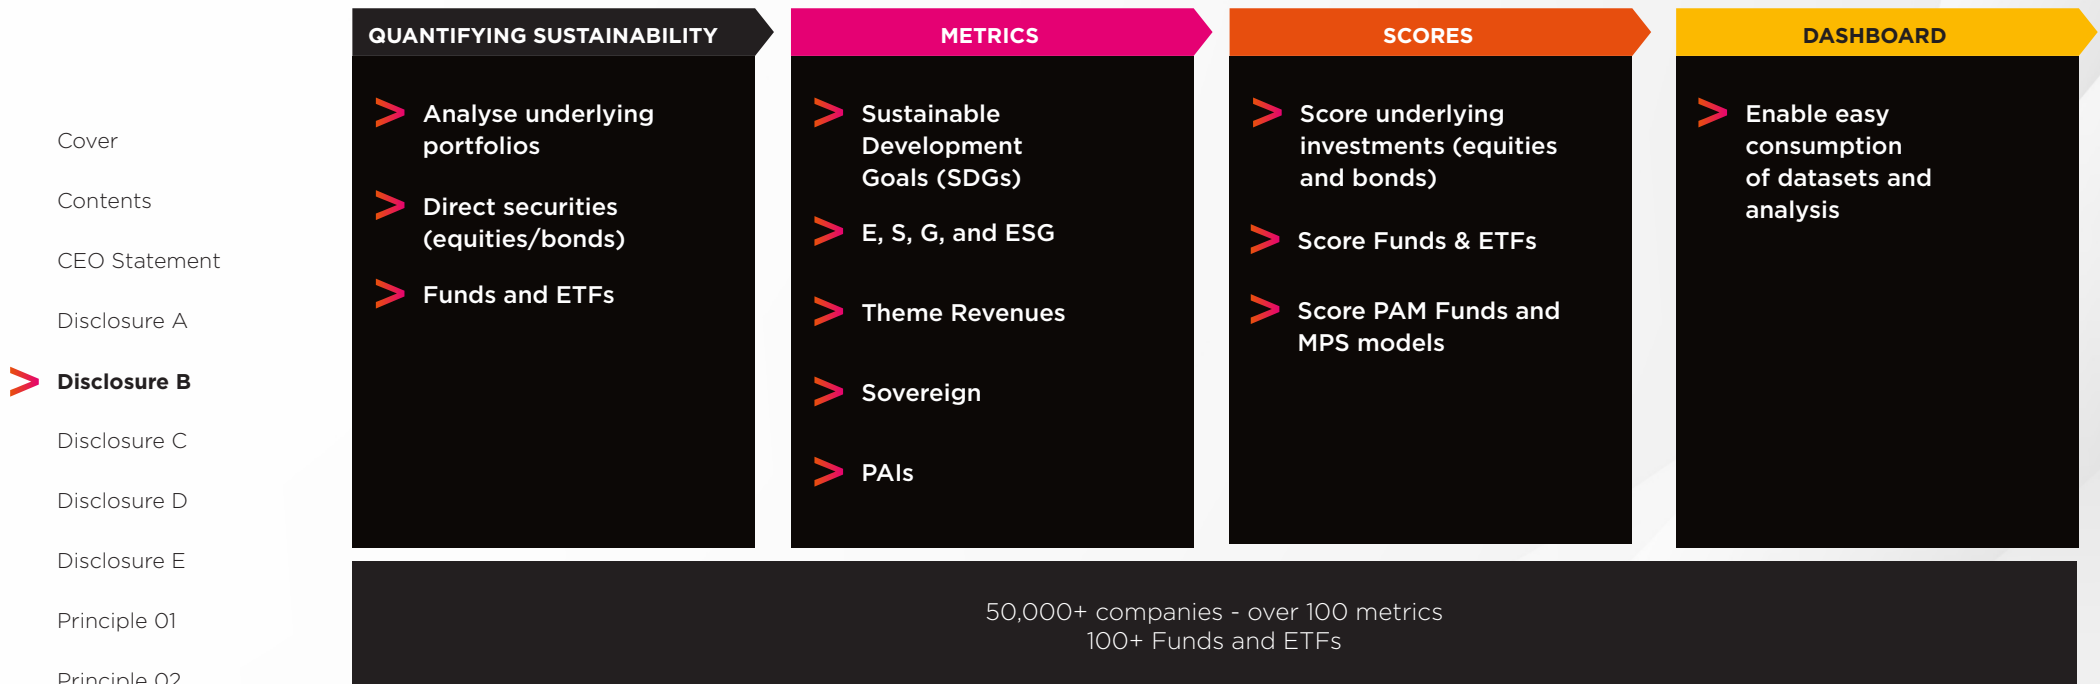 Cover
Contents
CEO Statement
Disclosure A
Disclosure B
Disclosure C
Disclosure D
Disclosure E
Principle 01
Principle 02
QUANTIFYING SUSTAINABILITY
Analyse underlying
portfolios
Direct securities
(equities/bonds)
Funds and ETFs
METRICS
Sustainable
Development
Goals (SDGs)
E, S, G, and ESG
Theme Revenues
Sovereign
PAIs
SCORES
Score underlying
investments (equities
and bonds)
Score Funds & ETFs
Score PAM Funds and
MPS models
DASHBOARD
Enable easy
consumption
of datasets and
analysis
50,000+ companies - over 100 metrics
100+ Funds and ETFs